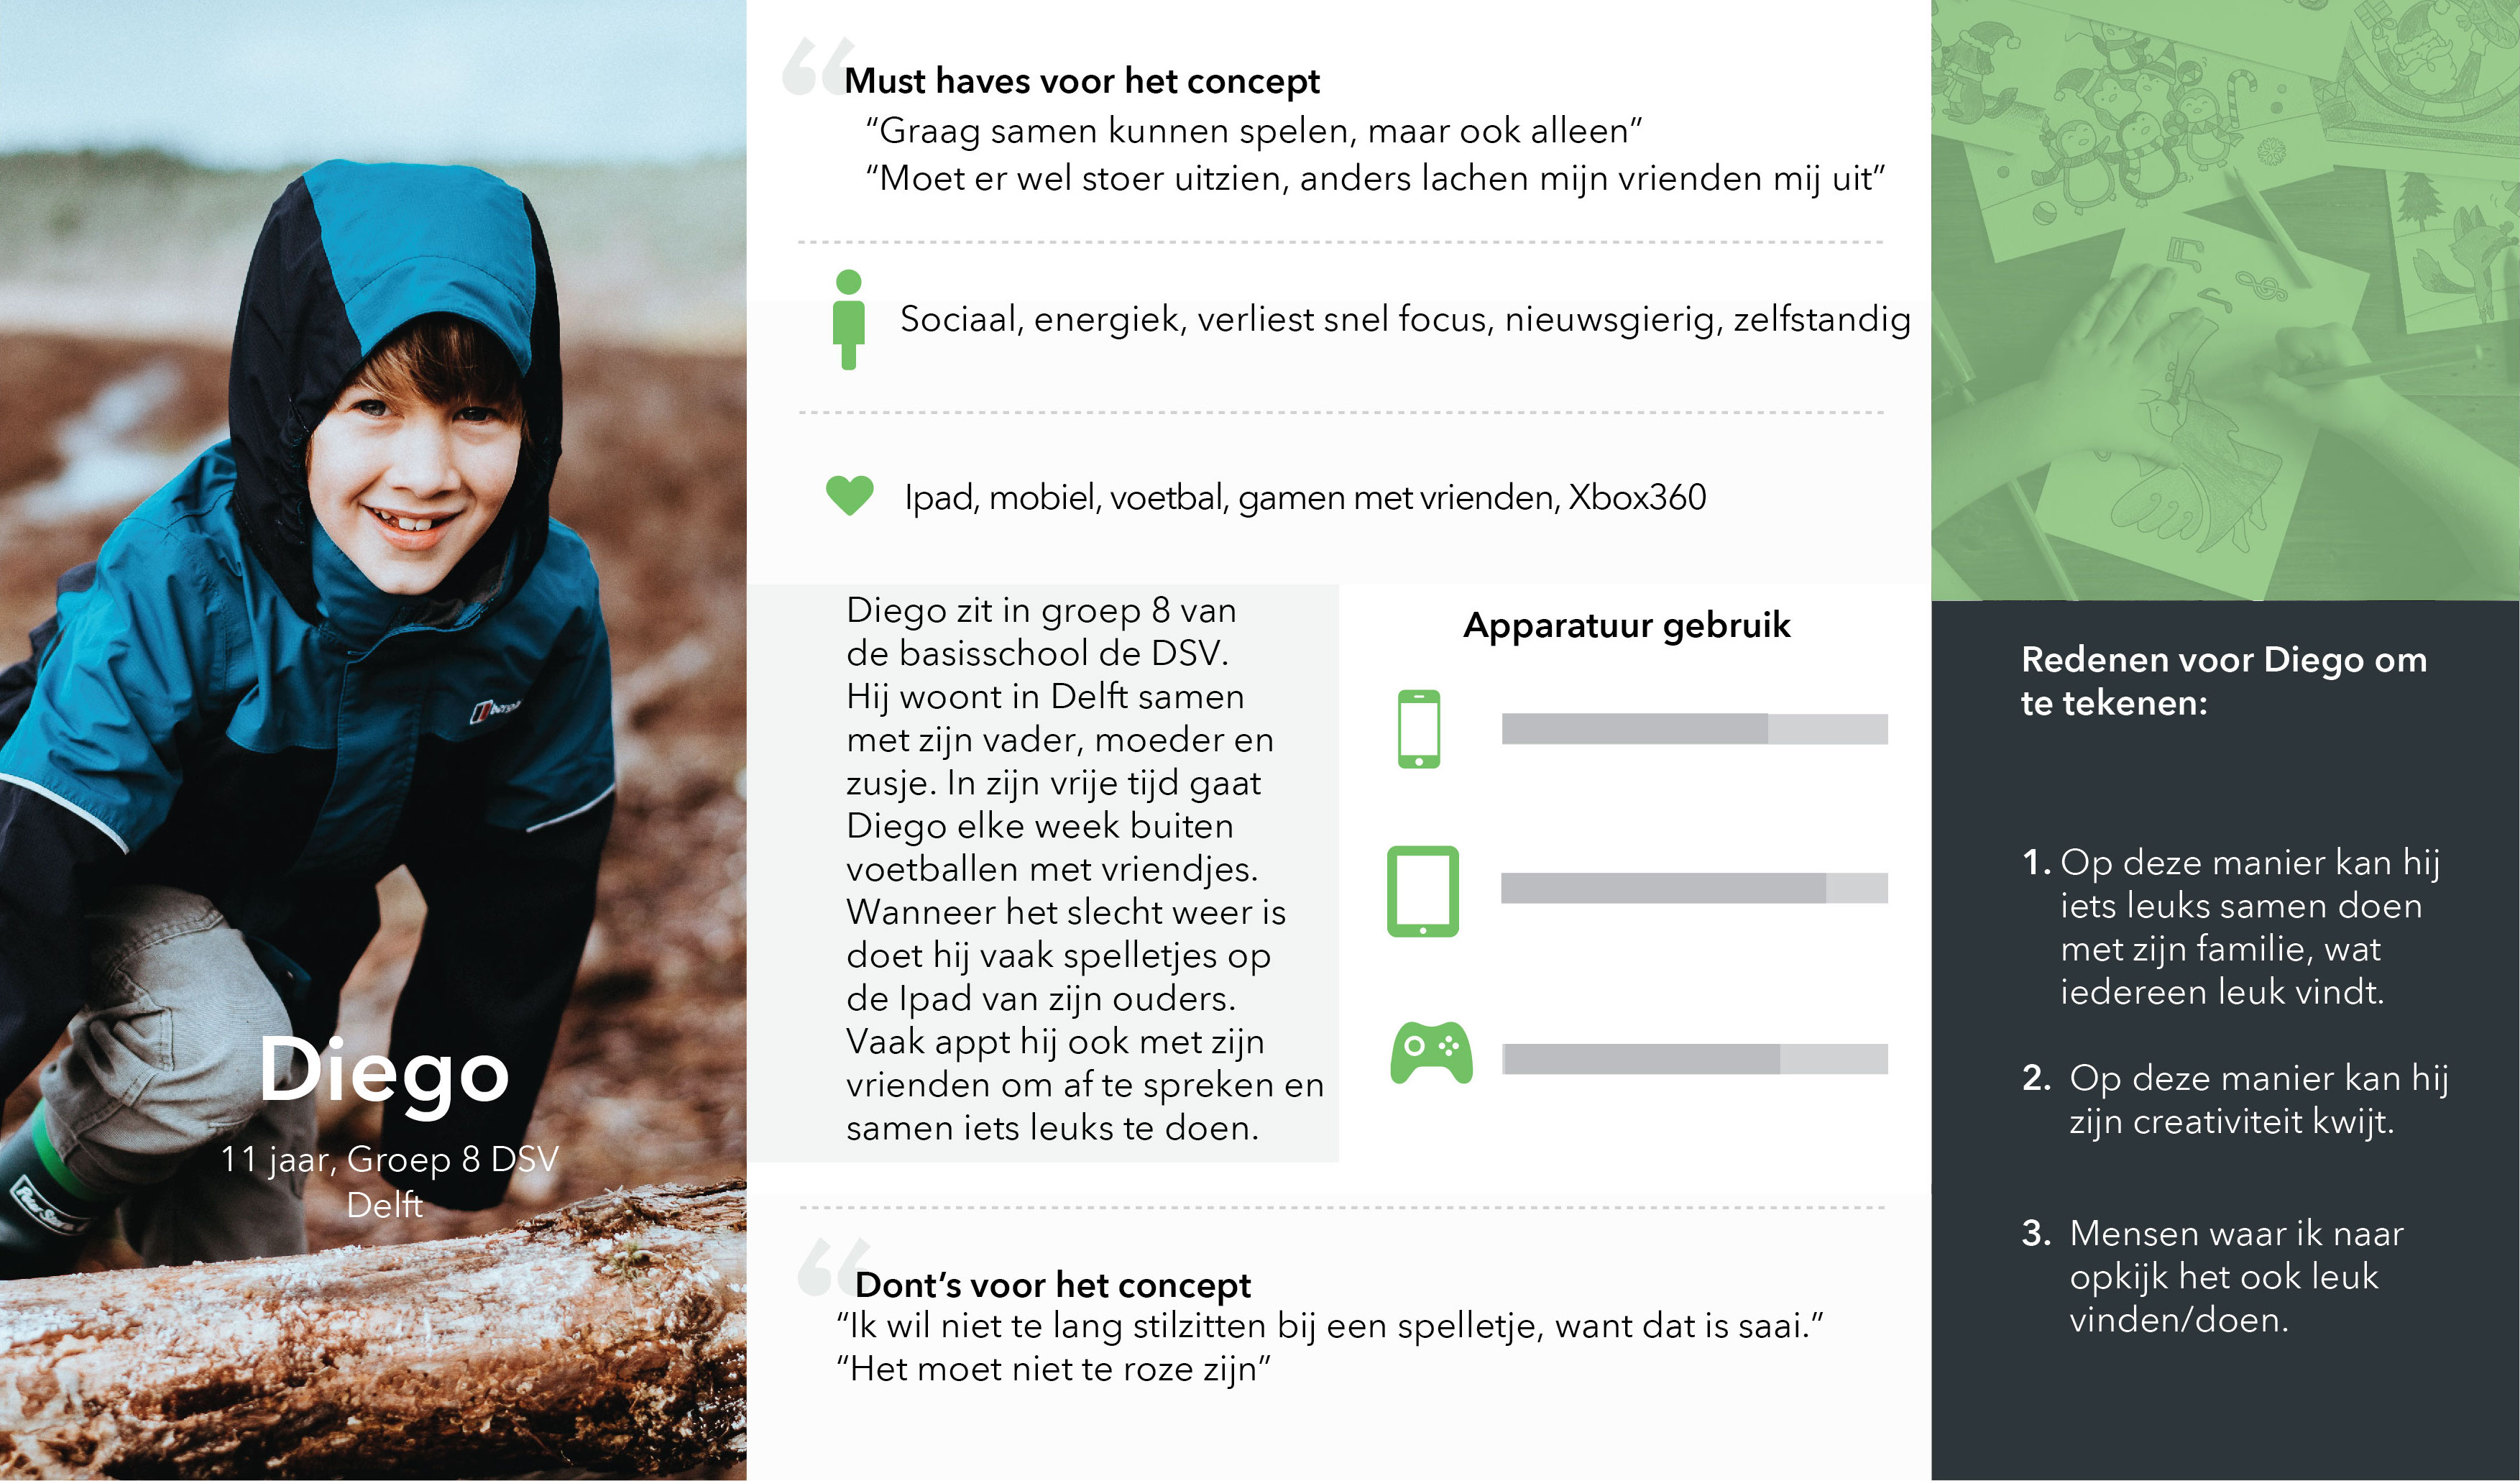 Must haves voor het concept
“Graag samen kunnen spelen, maar ook alleen”
“Moet er wel stoer uitzien, anders lachen mijn vrienden mij uit”
Sociaal, energiek, verliest snel focus, nieuwsgierig, zelfstandig
Ipad, mobiel, voetbal, gamen met vrienden, Xbox360
Diego zit in groep 8 van
de basisschool de DSV.
Hij woont in Delft samen
met zijn vader, moeder en
zusje. In zijn vrije tijd gaat
Diego elke week buiten
voetballen met vriendjes.
Wanneer het slecht weer is
doet hij vaak spelletjes op
de Ipad van zijn ouders.
Vaak appt hij ook met zijn
vrienden om af te spreken en
samen iets leuks te doen.
Apparatuur gebruik
Dont’s voor het concept
“Ik wil niet te lang stilzitten bij een spelletje, want dat is saai.”
“Het moet niet te roze zijn”
Diego
11 jaar, Groep 8 DSV
Delft
Redenen voor Diego om
te tekenen:
1. Op deze manier kan hij
iets leuks samen doen
met zijn familie, wat
iedereen leuk vindt.
2. Op deze manier kan hij
zijn creativiteit kwijt.
3. Mensen waar ik naar
opkijk het ook leuk
vinden/doen.